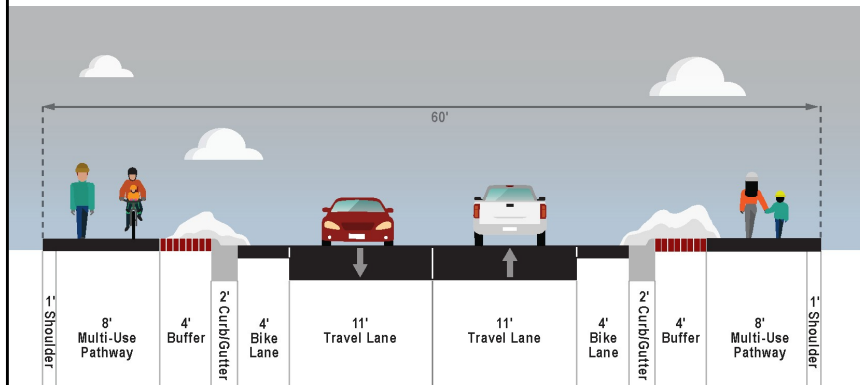 60'
1' Shoulder
8'
Multi-Use
Pathway
4'
Buffer
2' Curb/Gutter
4'
Bike
Lane
11'
Travel Lane
11'
Travel Lane
4'
Bike
Lane
2' Curb/Gutter
4'
Buffer
8'
Multi-Use
Pathway
1' Shoulder